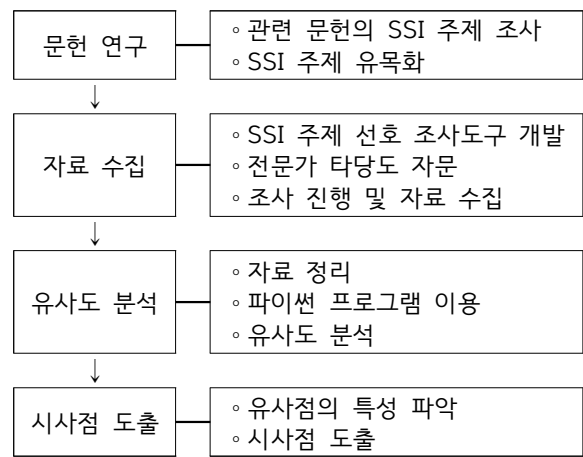 문헌 연구
◦관련 문헌의 SSI 주제 조사
◦SSI 주제 유목화
↓
자료 수집
◦SSI 주제 선호 조사도구 개발
◦전문가 타당도 자문
◦조사 진행 및 자료 수집
↓
유사도 분석
◦자료 정리
◦파이썬 프로그램 이용
◦유사도 분석
↓
시사점 도출
◦유사점의 특성 파악
◦시사점 도출